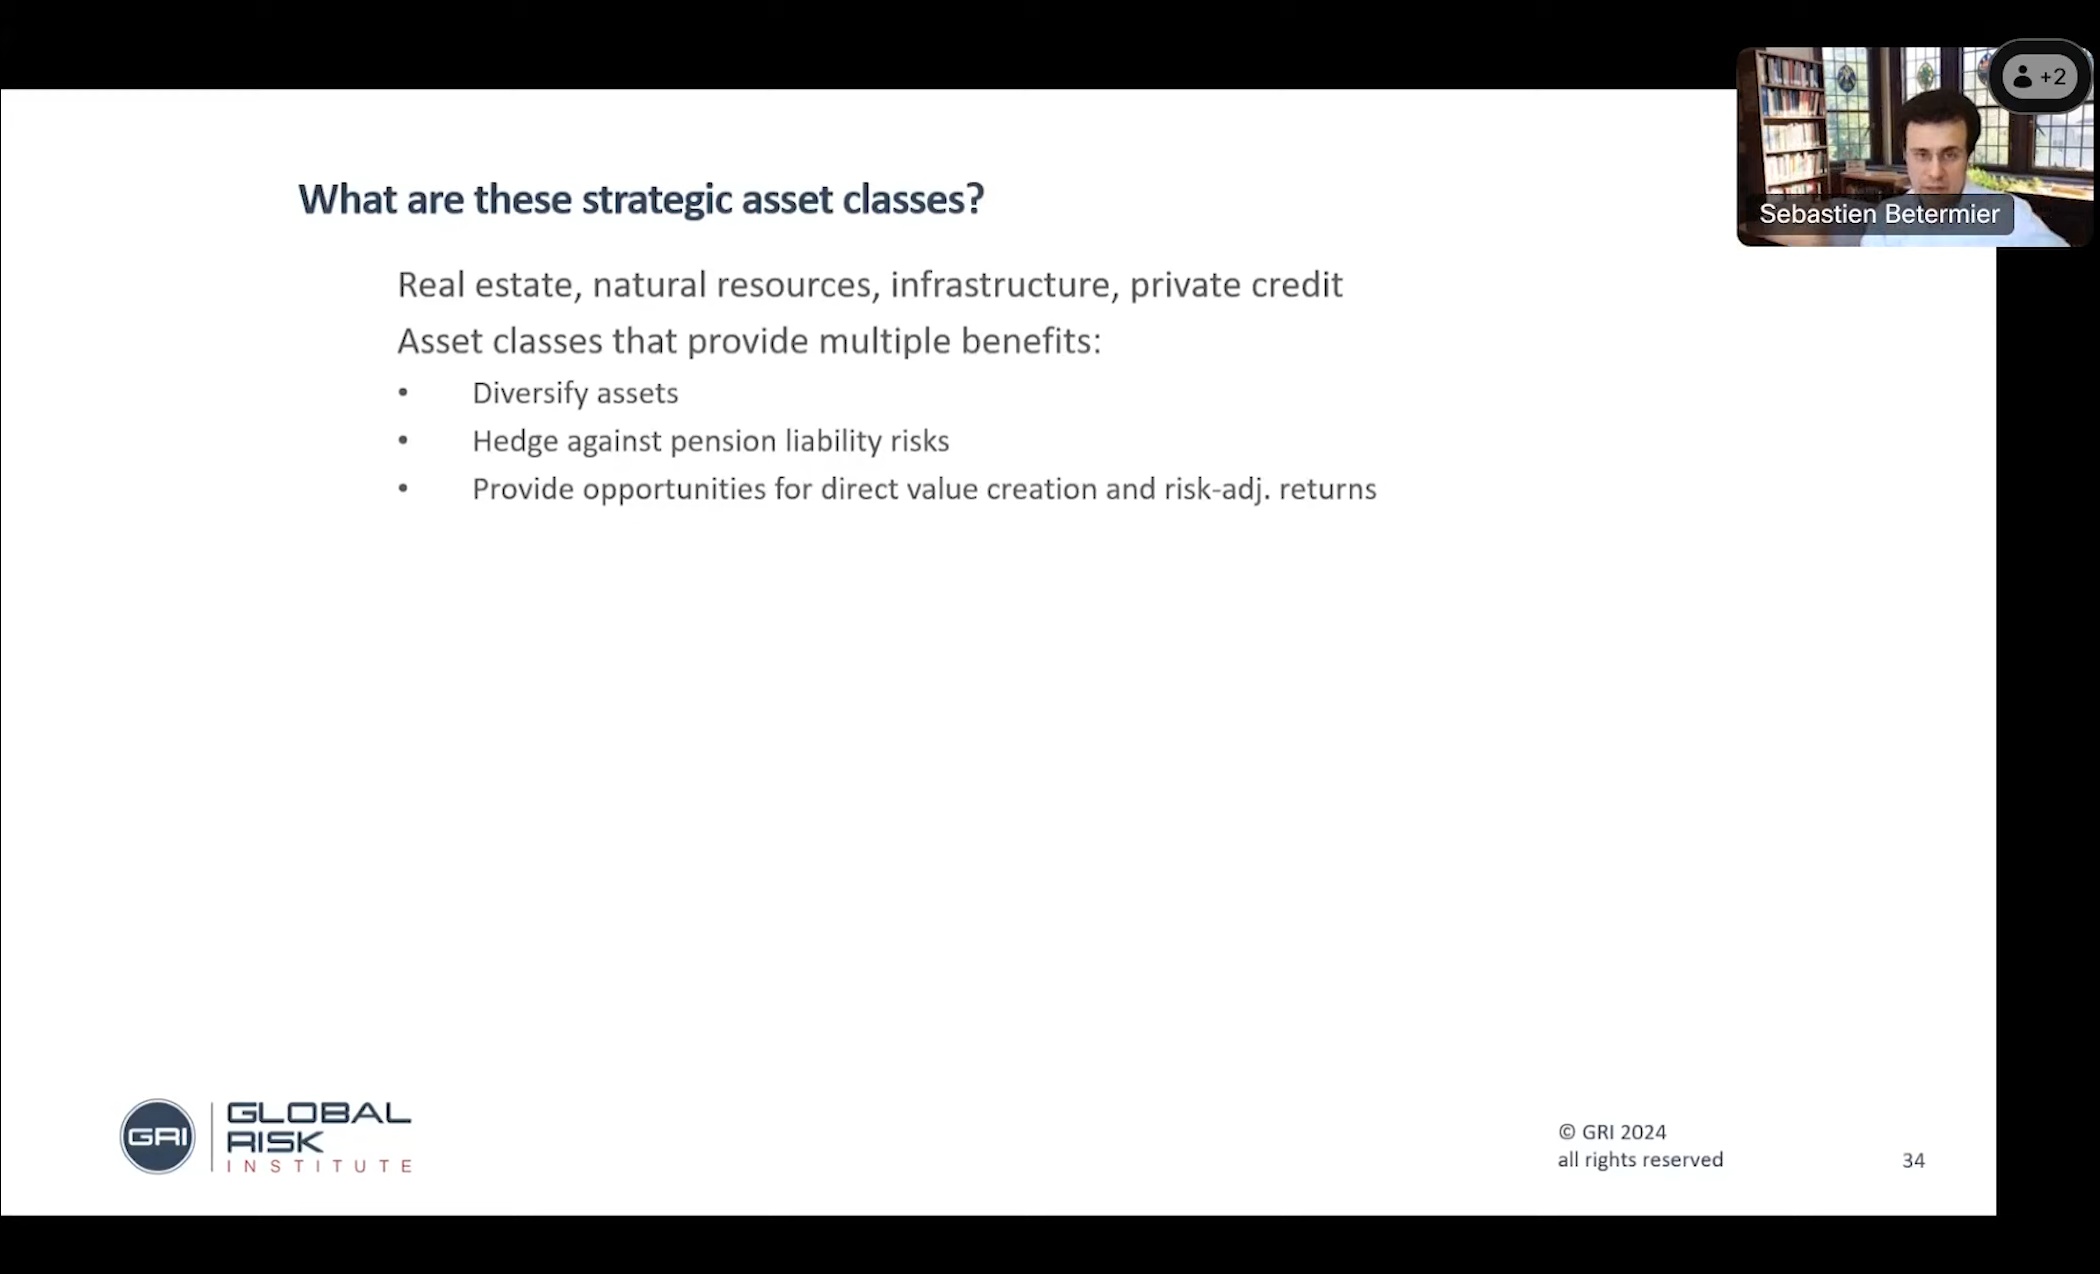 +2
Sebastien Betermier
What are these strategic asset classes?
Real estate, natural resources, infrastructure, private credit
Asset classes that provide multiple benefits:
• Diversify assets
• Hedge against pension liability risks
• Provide opportunities for direct value creation and risk-adj. returns
GRI
GLOBAL
RISK
INSTITUTE
© GRI 2024
all rights reserved
34